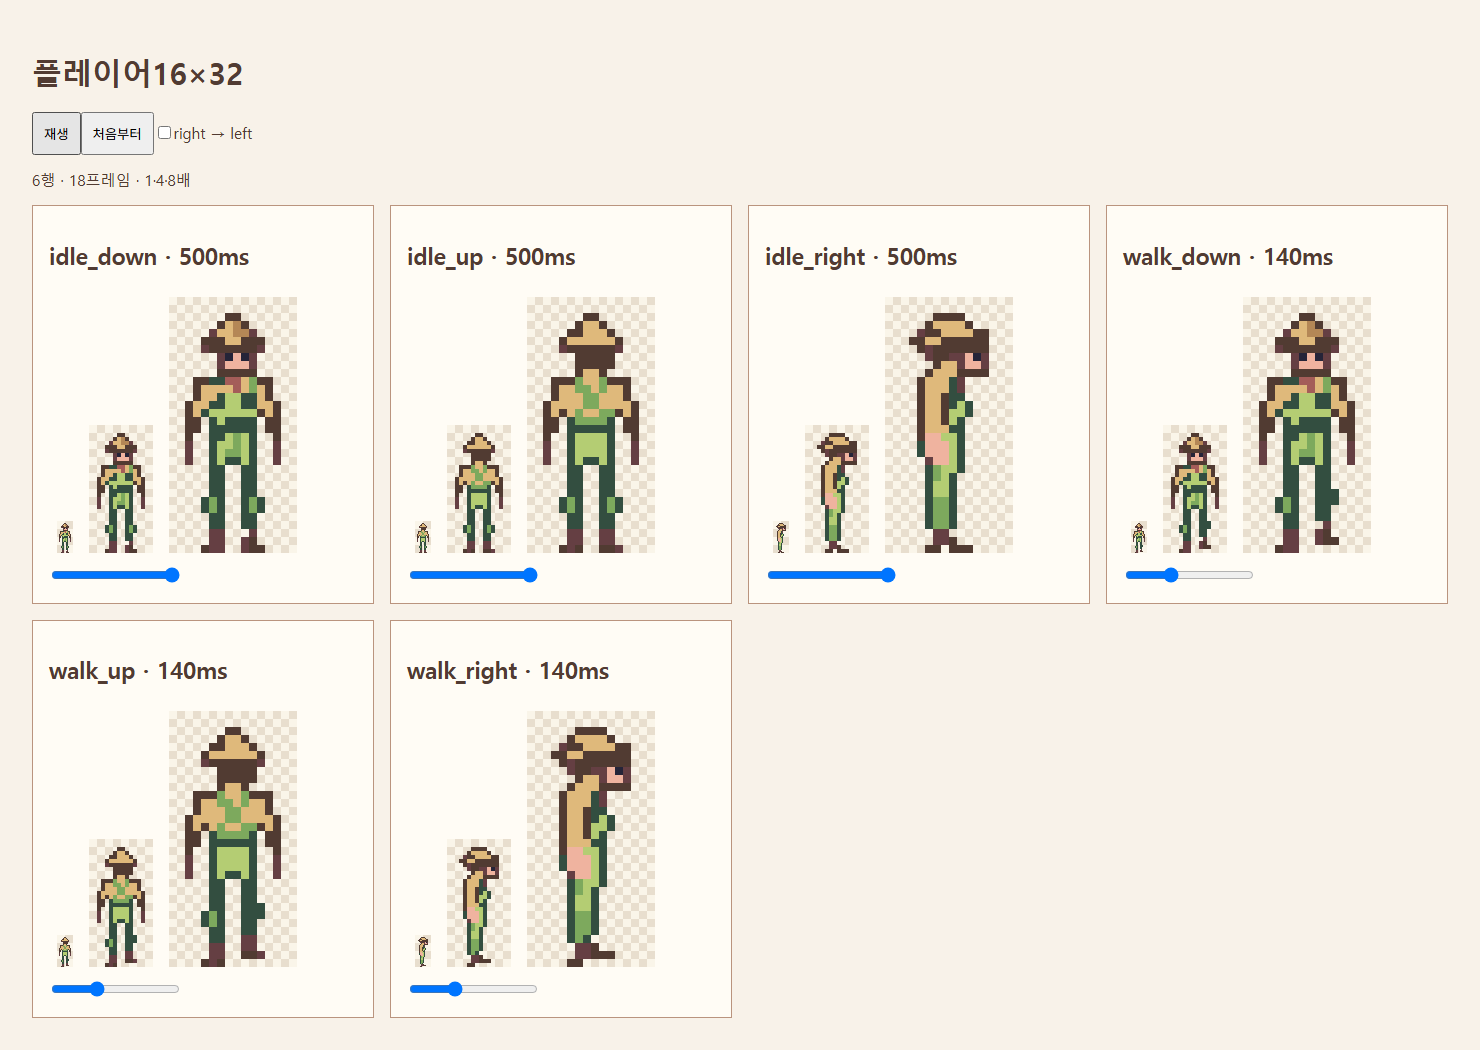 플레이어16×32
재생
처음부터
right → left
6행 · 18프레임 · 1·4·8배
idle_down · 500ms
idle_up · 500ms
idle_right · 500ms
walk_down · 140ms
walk_up · 140ms
walk_right · 140ms